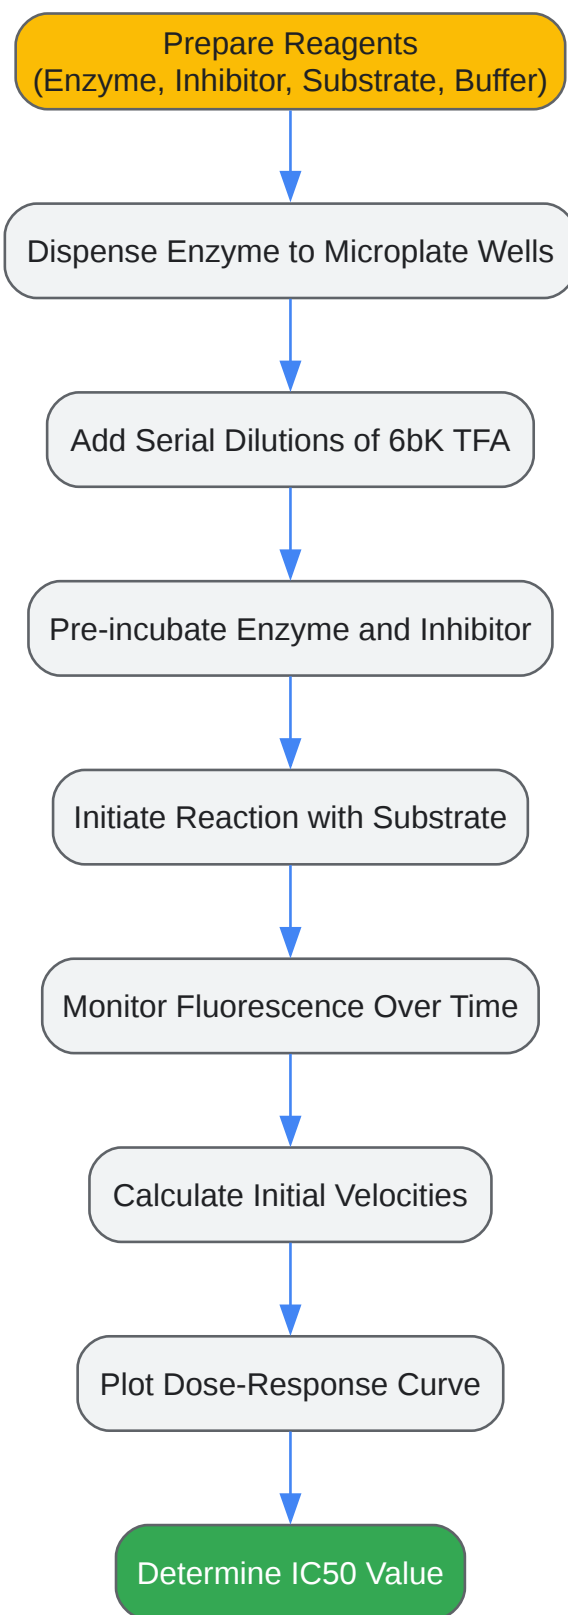 Prepare Reagents
(Enzyme, Inhibitor, Substrate, Buffer)
Dispense Enzyme to Microplate Wells
Add Serial Dilutions of 6bK TFA
Pre-incubate Enzyme and Inhibitor
Initiate Reaction with Substrate
Monitor Fluorescence Over Time
Calculate Initial Velocities
Plot Dose-Response Curve
Determine IC50 Value